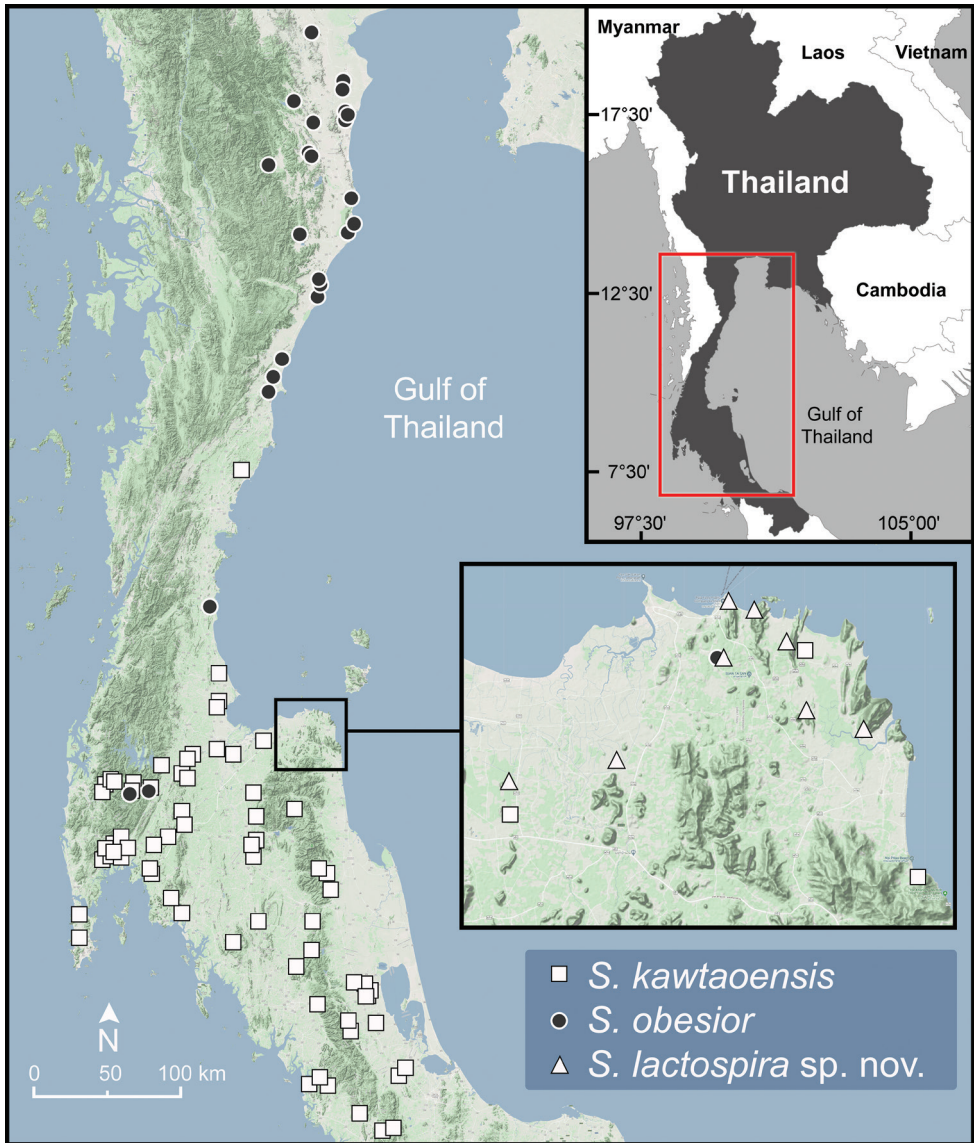 Myanmar
Laos
Vietnam
17°30'
Thailand
12°30'
Cambodia
Gulf of
Thailand
7°30'
97°30'
105°00'
Gulf of
Thailand
S. kawtaoensis
S. obesior
S. lactospira sp. nov.
N
0 50 100 km